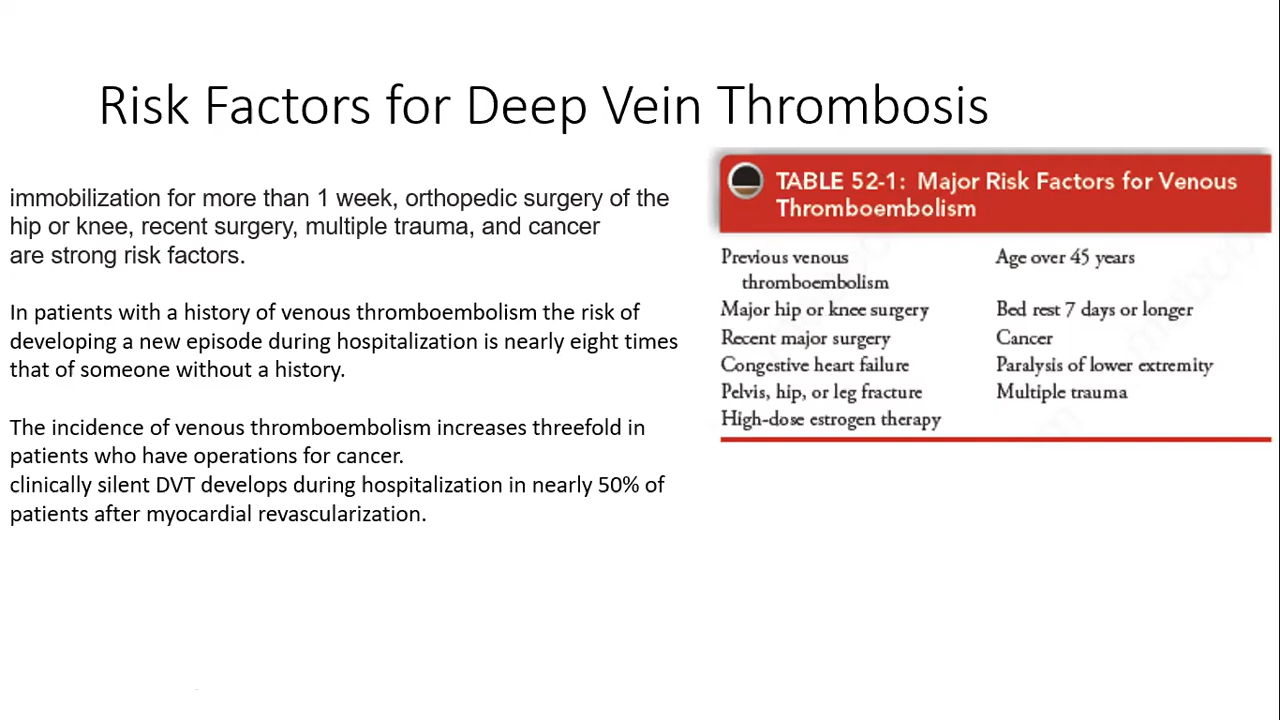 Risk Factors for Deep Vein Thrombosis
immobilization for more than 1 week, orthopedic surgery of the
hip or knee, recent surgery, multiple trauma, and cancer
are strong risk factors.
In patients with a history of venous thromboembolism the risk of
developing a new episode during hospitalization is nearly eight times
that of someone without a history.
The incidence of venous thromboembolism increases threefold in
patients who have operations for cancer.
clinically silent DVT develops during hospitalization in nearly 50% of
patients after myocardial revascularization.
TABLE 52-1: Major Risk Factors for Venous
Thromboembolism
Previous venous
thromboembolism
Major hip or knee surgery
Recent major surgery
Congestive heart failure
Pelvis, hip, or leg fracture
High-dose estrogen therapy
Age over 45 years
Bed rest 7 days or longer
Cancer
Paralysis of lower extremity
Multiple trauma